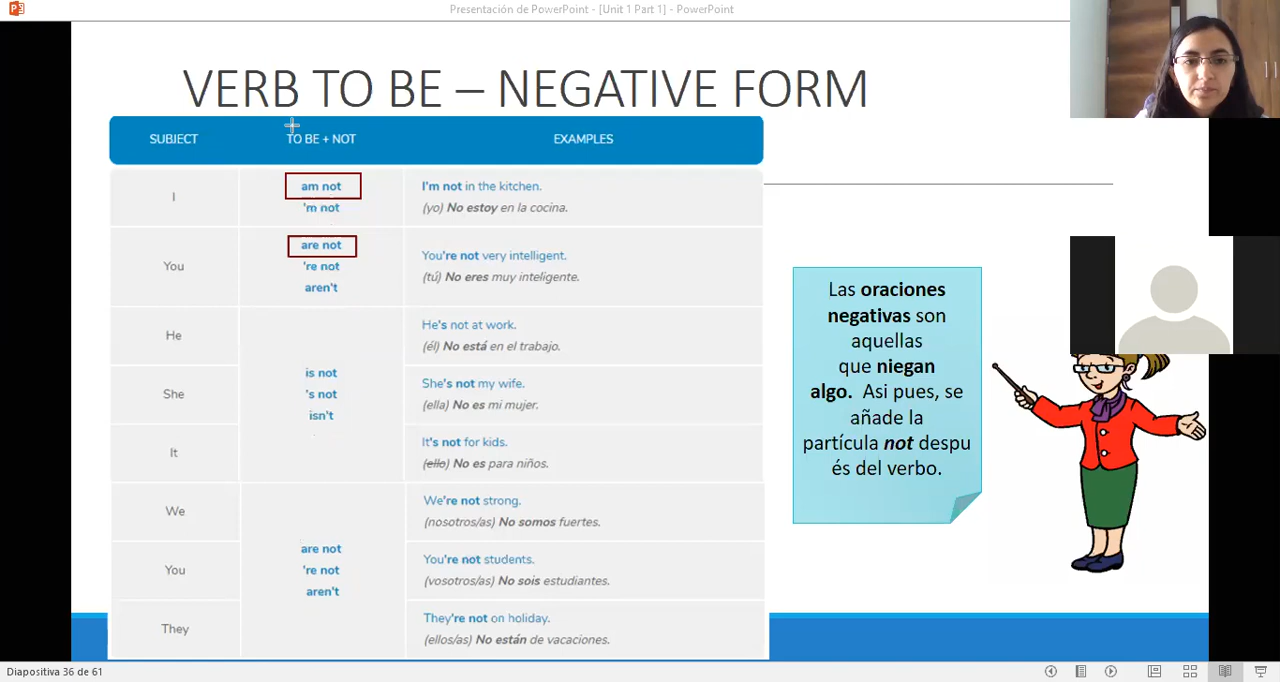 Presentación de PowerPoint - [Unit 1 Part 1] - PowerPoint
VERB TO BE – NEGATIVE FORM
SUBJECT TO BE + NOT EXAMPLES
I
am not
'm not
I'm not in the kitchen.
(yo) No estoy en la cocina.
You
are not
're not
aren't
You're not very intelligent.
(tú) No eres muy inteligente.
He
He's not at work.
(él) No está en el trabajo.
She
is not
's not
isn't
She's not my wife.
(ella) No es mi mujer.
It
It's not for kids.
(ello) No es para niños.
We
We're not strong.
(nosotros/as) No somos fuertes.
You
are not
're not
aren't
You're not students.
(vosotros/as) No sois estudiantes.
They
They're not on holiday.
(ellos/as) No están de vacaciones.
Las oraciones
negativas son
aquellas
que niegan
algo. Asi pues, se
añade la
partícula not despu
és del verbo.
Diapositiva 36 de 61